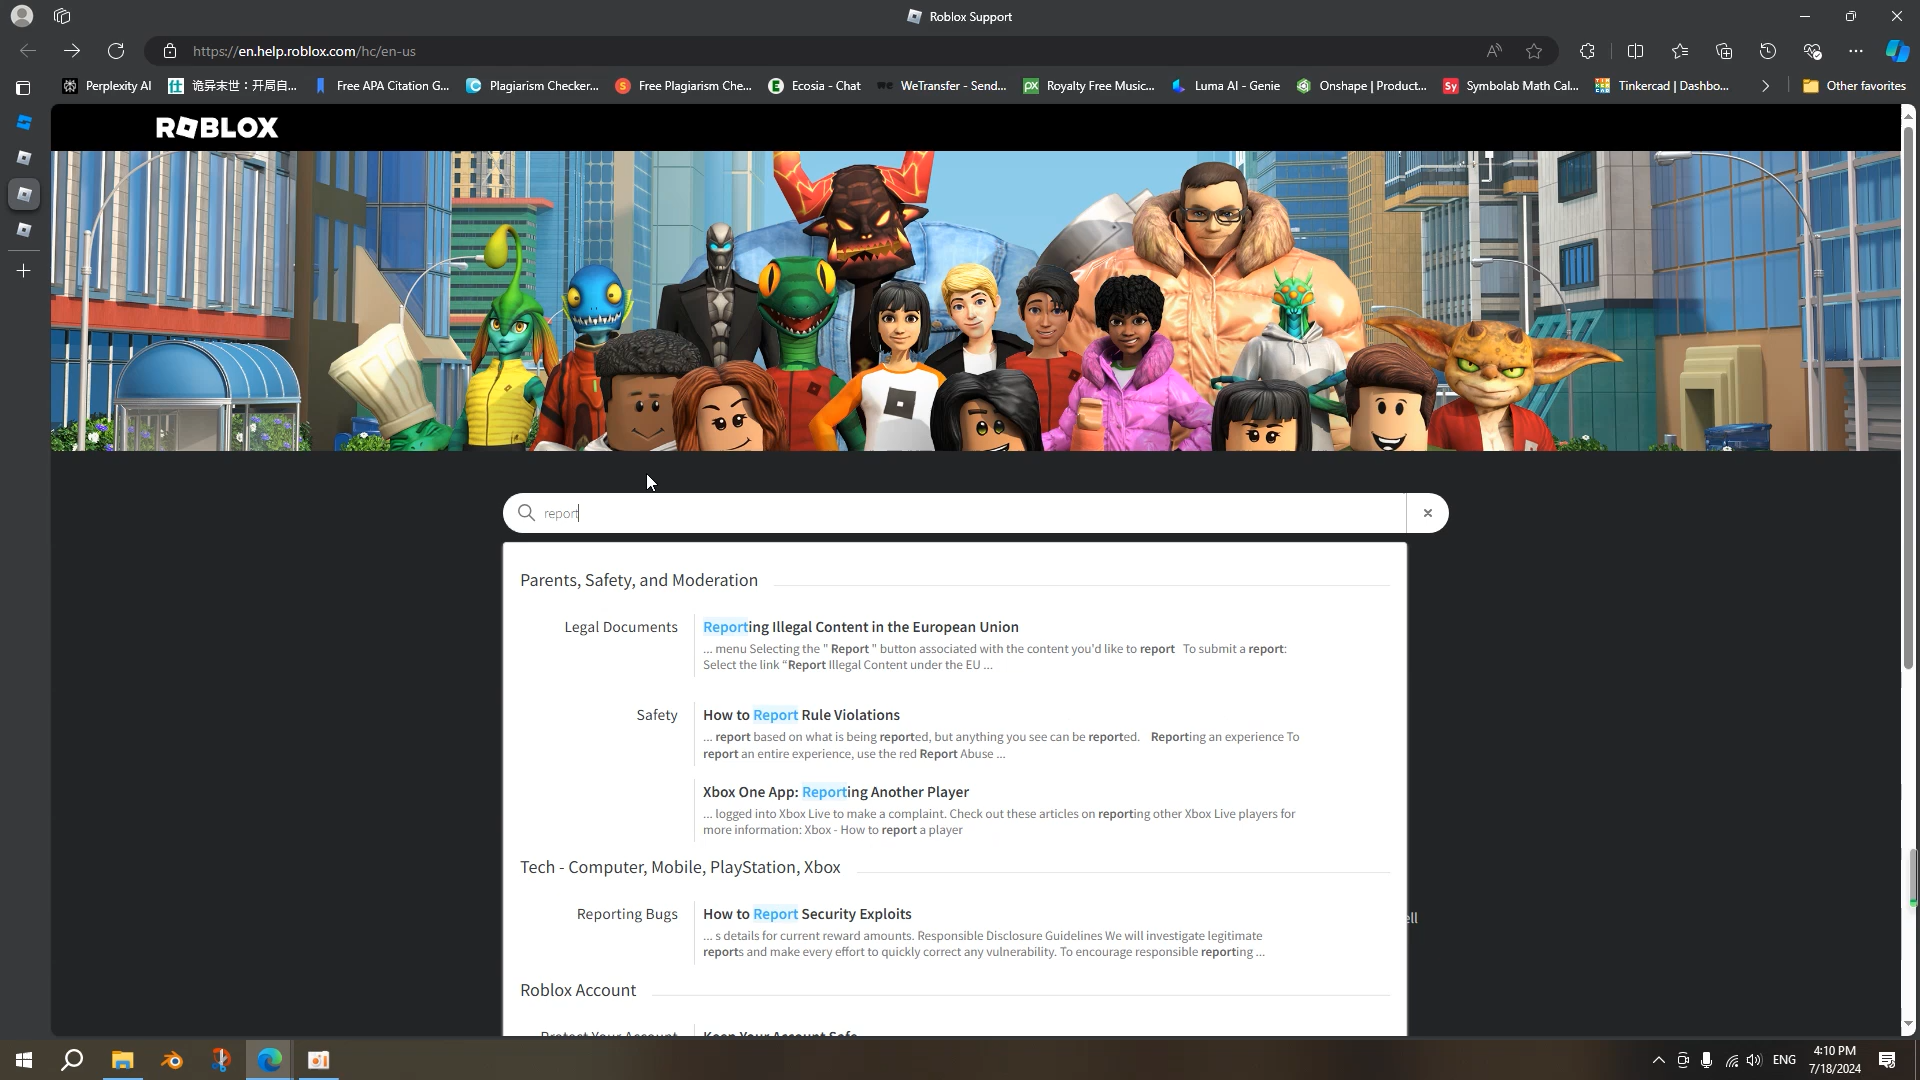 Roblox Support
https://en.help.roblox.com/hc/en-us
Perplexity AI
诡异末世：开局自...
Free APA Citation G...
Plagiarism Checker...
Free Plagiarism Che...
Ecosia - Chat
WeTransfer - Send...
Royalty Free Music...
Luma AI - Genie
Onshape | Product...
Symbolab Math Cal...
Tinkercad | Dashbo...
Other favorites
ROBLOX
report
Parents, Safety, and Moderation
Legal Documents
Reporting Illegal Content in the European Union
... menu Selecting the " Report " button associated with the content you'd like to report To submit a report:
Select the link "Report Illegal Content under the EU ...
Safety
How to Report Rule Violations
... report based on what is being reported, but anything you see can be reported. Reporting an experience To
report an entire experience, use the red Report Abuse ...
Xbox One App: Reporting Another Player
... logged into Xbox Live to make a complaint. Check out these articles on reporting other Xbox Live players for
more information: Xbox - How to report a player
Tech - Computer, Mobile, PlayStation, Xbox
Reporting Bugs
How to Report Security Exploits
ell
... s details for current reward amounts. Responsible Disclosure Guidelines We will investigate legitimate
reports and make every effort to quickly correct any vulnerability. To encourage responsible reporting ...
Roblox Account
Protect Your Account
Keep Your Account Safe
ENG
4:10 PM
7/18/2024